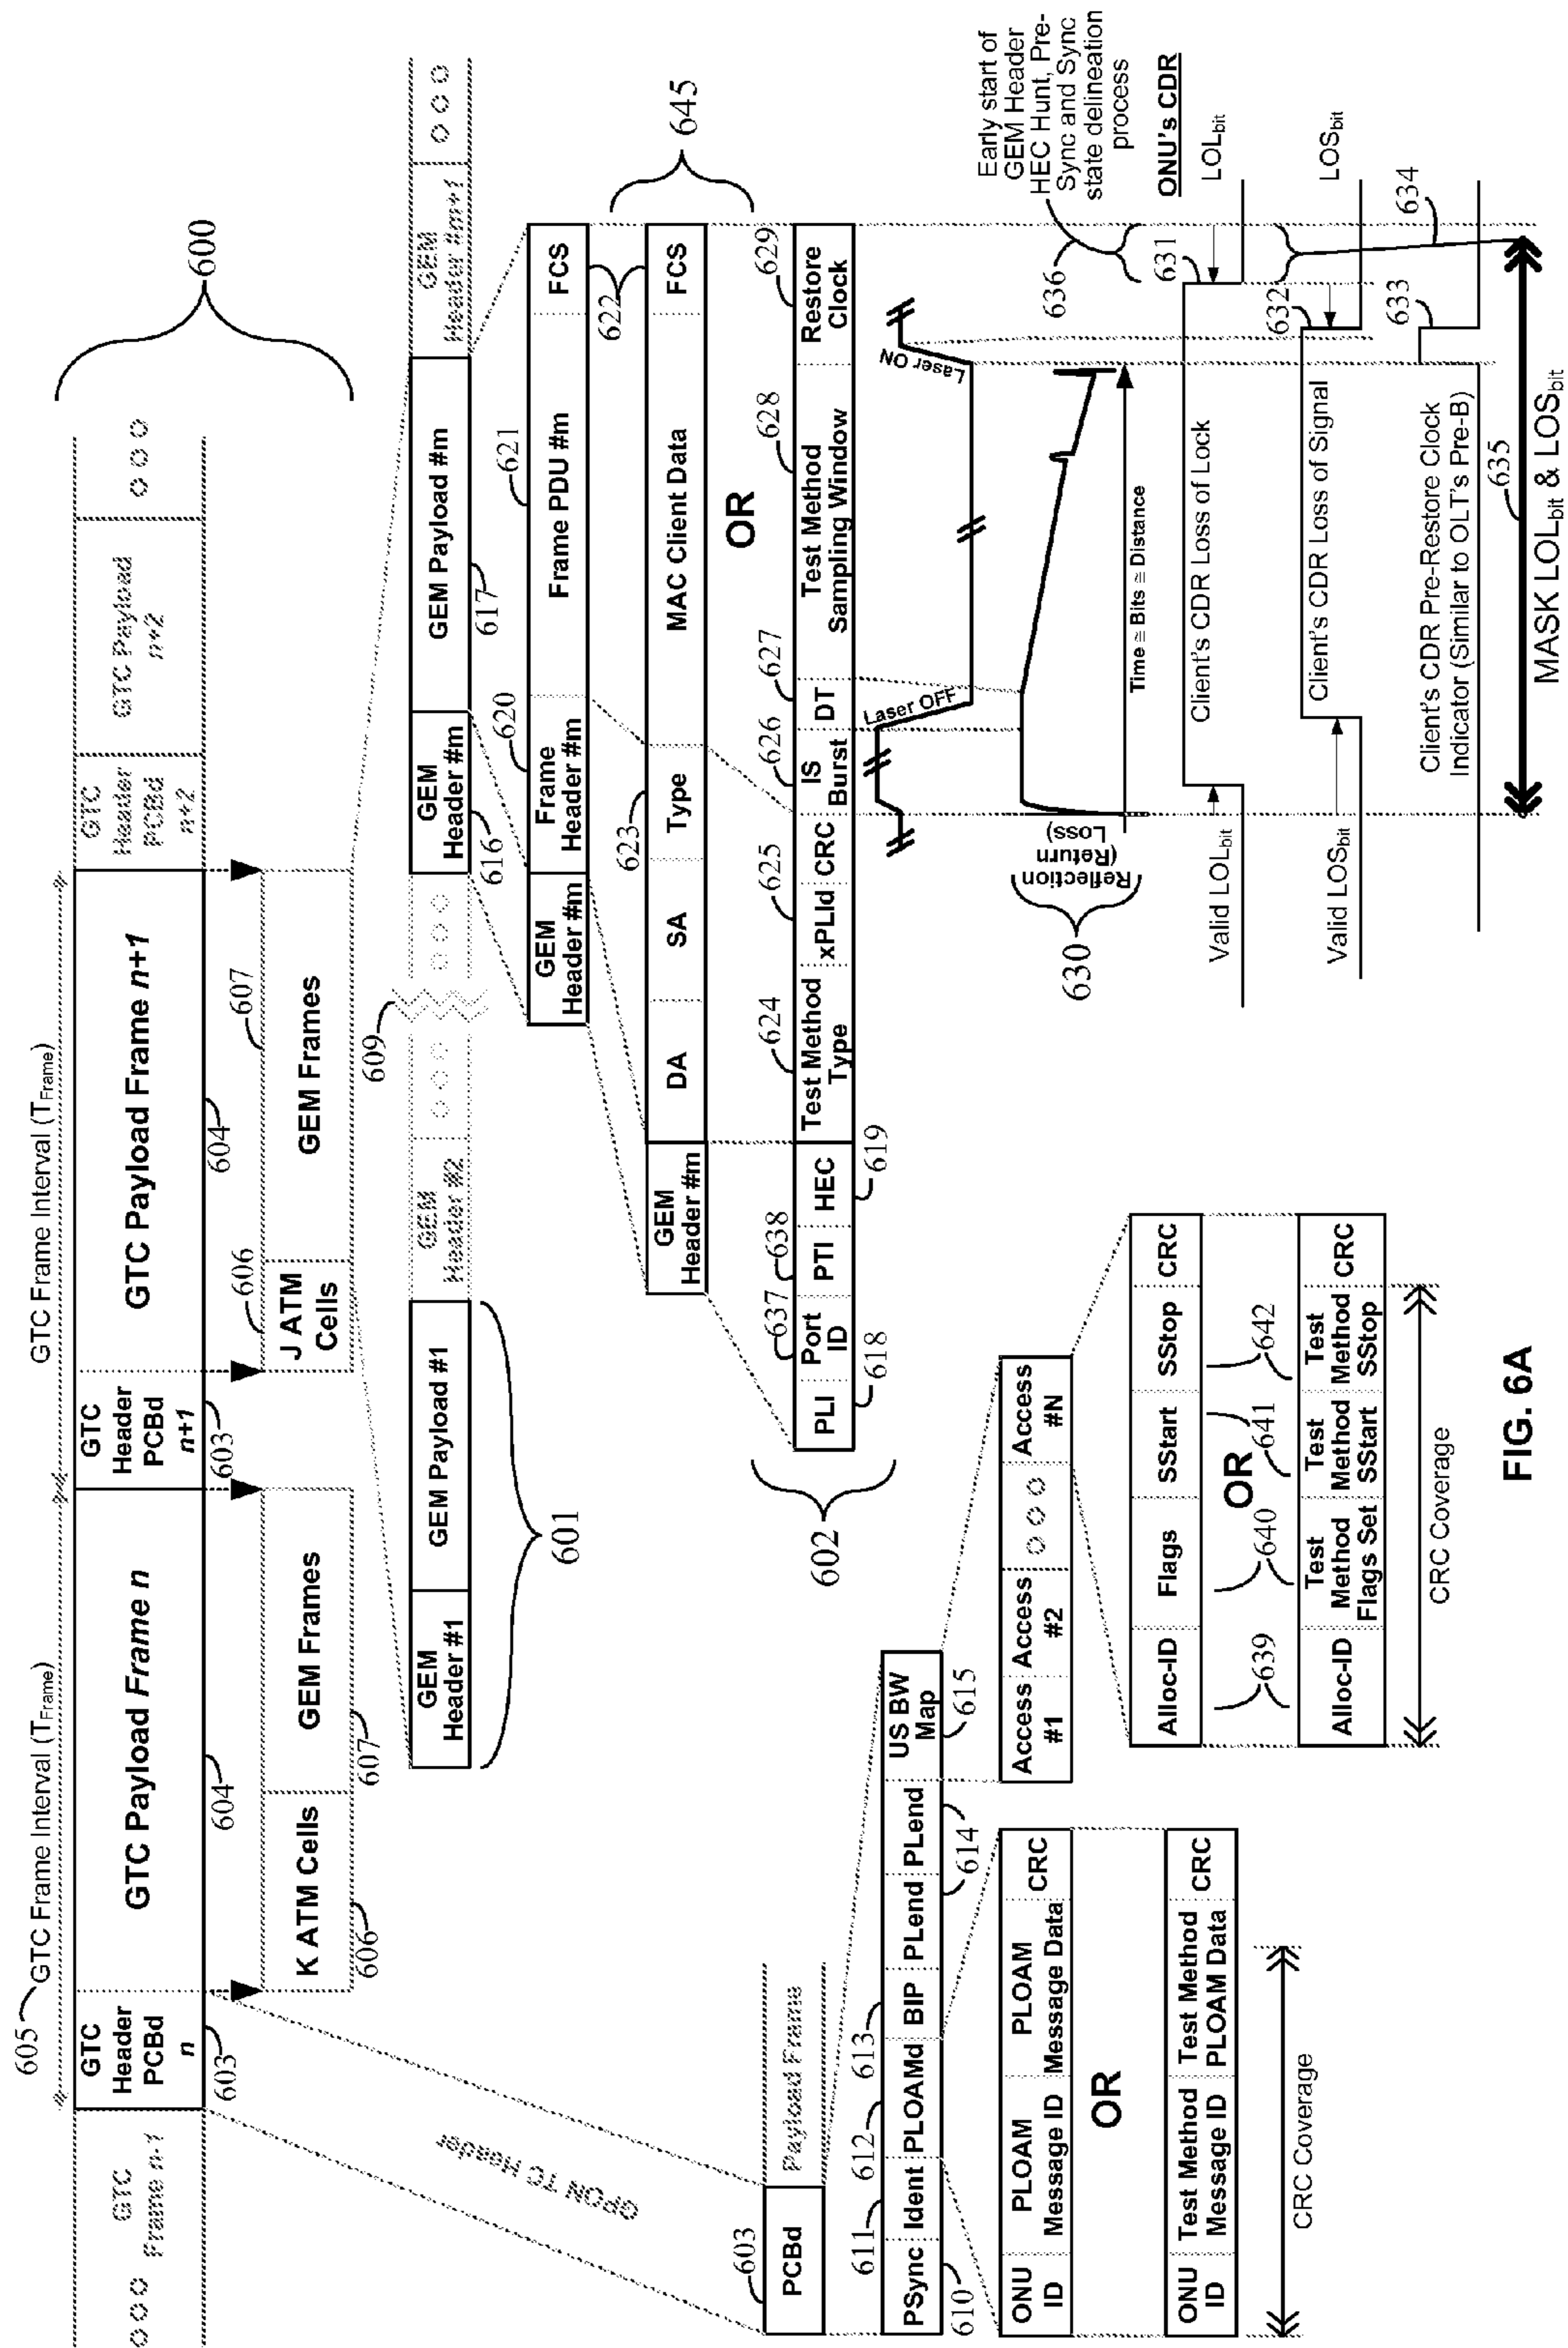 605
GTC Frame Interval (TFrame)
GTC Frame Interval (TFrame)
GTC
Frame n-1
GTC
Header
PCBd
n
GTC Payload Frame n
GTC
Header
PCBd
n+1
GTC Payload Frame n+1
GTC
Header
PCBd
n+2
GTC Payload
n+2
600
603
604
603
604
K ATM Cells
GEM Frames
J ATM
Cells
GEM Frames
606
607
606
607
609
GPON TC Header
GEM
Header #1
GEM Payload #1
GEM
Header #2
GEM
Header #m
GEM Payload #m
GEM
Header #m+1
601
616
617
GEM
Header #m
Frame
Header #m
Frame PDU #m
FCS
620
621
622
645
GEM
Header #m
DA
SA
Type
MAC Client Data
FCS
623
OR
602
637
638
624
625
626
627
628
629
PLI
Port
ID
PTI
HEC
Test Method
Type
xPLId
CRC
IS
Burst
DT
Test Method
Sampling Window
Restore
Clock
618
619
603
PCBd
Payload Frame
611
612
613
PSync
Ident
PLOAMd
BIP
PLend
PLend
US BW
Map
610
614
615
ONU
ID
PLOAM
Message ID
PLOAM
Message Data
CRC
OR
ONU
ID
Test Method
Message ID
Test Method
PLOAM Data
CRC
CRC Coverage
Access
#1
Access
#2
Access
#N
Alloc-ID
Flags
SStart
SStop
CRC
639
640
OR
641
642
Alloc-ID
Test
Method
Flags Set
Test
Method
SStart
Test
Method
SStop
CRC
CRC Coverage
Laser OFF
Laser ON
630
Reflection
(Return
Loss)
Time ≅ Bits ≅ Distance
636
Early start of
GEM Header
HEC Hunt, Pre-
Sync and Sync
state delineation
process
ONU's CDR
Valid LOLbit
Client's CDR Loss of Lock
631
LOLbit
Valid LOSbit
Client's CDR Loss of Signal
632
LOSbit
Client's CDR Pre-Restore Clock
Indicator (Similar to OLT's Pre-B)
633
634
635
MASK LOLbit & LOSbit
FIG. 6A